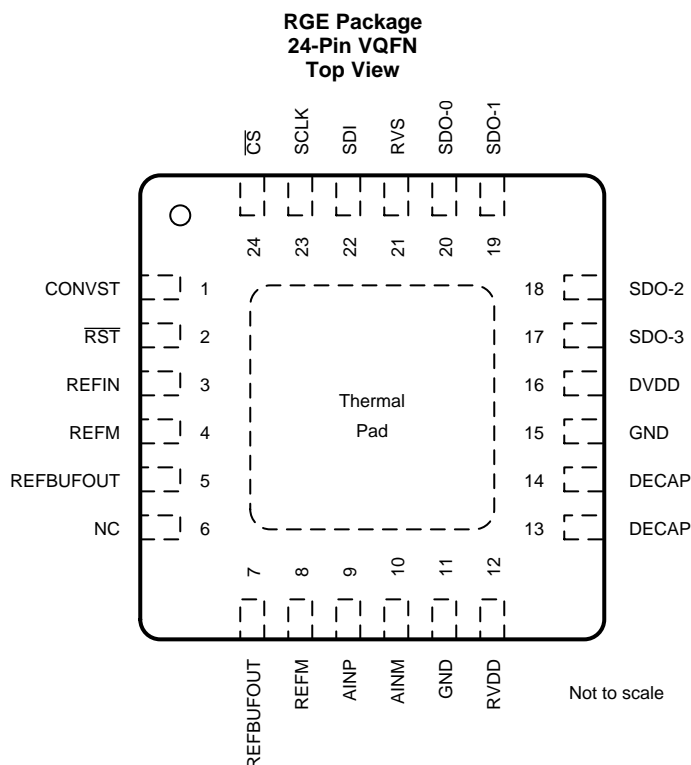 RGE Package
24-Pin VQFN
Top View
CS
SCLK
SDI
RVS
SDO-0
SDO-1
24
23
22
21
20
19
CONVST 1
RST 2
REFIN 3
REFM 4
REFBUFOUT 5
NC 6
18 SDO-2
17 SDO-3
16 DVDD
15 GND
14 DECAP
13 DECAP
Thermal
Pad
7
8
9
10
11
12
REFBUFOUT
REFM
AINP
AINM
GND
RVDD
Not to scale